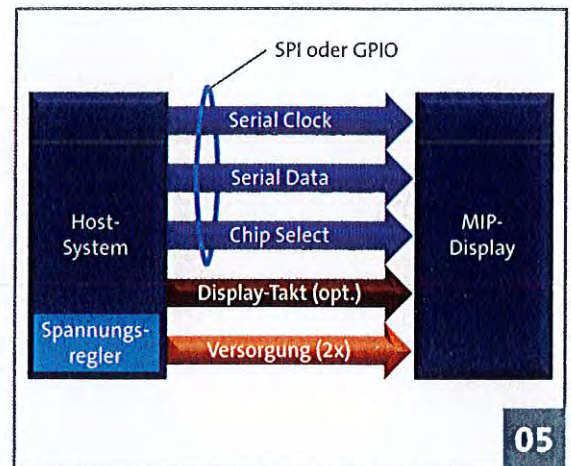 SPI oder GPIO
Serial Clock
Serial Data
Host-
System
Chip Select
MIP-
Display
Display-Takt (opt.)
Spannungs-
regler
Versorgung (2x)
05